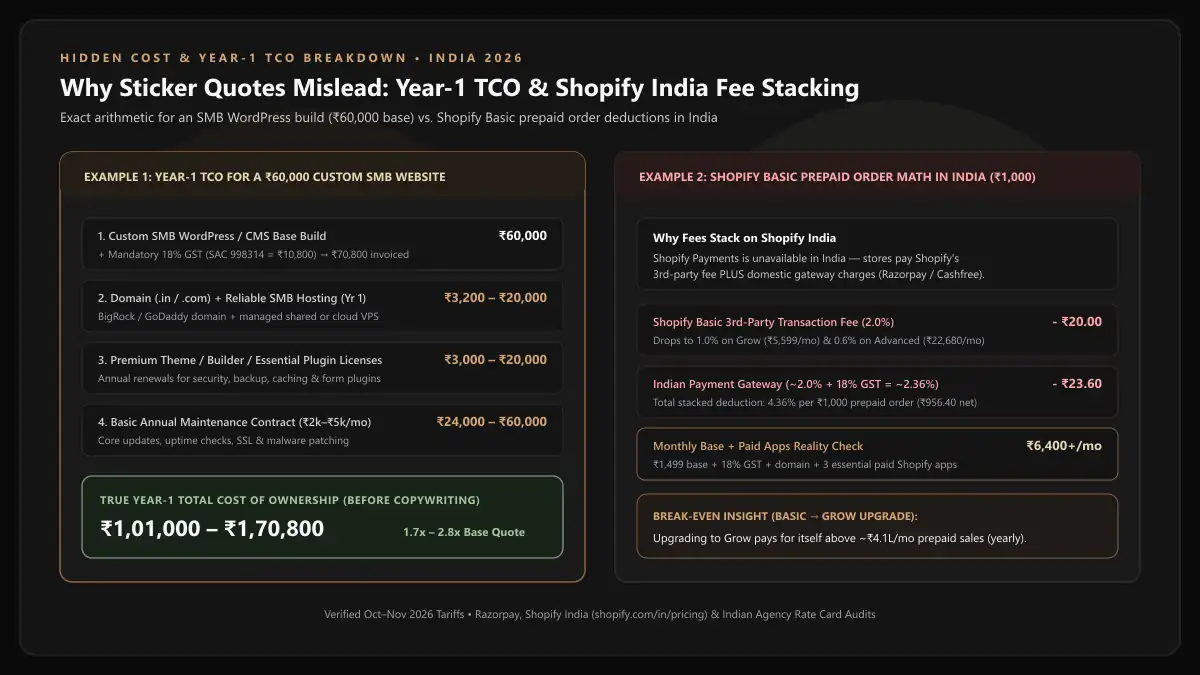 HIDDEN COST & YEAR-1 TCO BREAKDOWN • INDIA 2026
Why Sticker Quotes Mislead: Year-1 TCO & Shopify India Fee Stacking
Exact arithmetic for an SMB WordPress build (₹60,000 base) vs. Shopify Basic prepaid order deductions in India
EXAMPLE 1: YEAR-1 TCO FOR A ₹60,000 CUSTOM SMB WEBSITE
1. Custom SMB WordPress / CMS Base Build ₹60,000
+ Mandatory 18% GST (SAC 998314 = ₹10,800) → ₹70,800 invoiced
2. Domain (.in / .com) + Reliable SMB Hosting (Yr 1) ₹3,200 – ₹20,000
BigRock / GoDaddy domain + managed shared or cloud VPS
3. Premium Theme / Builder / Essential Plugin Licenses ₹3,000 – ₹20,000
Annual renewals for security, backup, caching & form plugins
4. Basic Annual Maintenance Contract (₹2k–₹5k/mo) ₹24,000 – ₹60,000
Core updates, uptime checks, SSL & malware patching
TRUE YEAR-1 TOTAL COST OF OWNERSHIP (BEFORE COPYWRITING)
₹1,01,000 – ₹1,70,800 1.7x – 2.8x Base Quote
EXAMPLE 2: SHOPIFY BASIC PREPAID ORDER MATH IN INDIA (₹1,000)
Why Fees Stack on Shopify India
Shopify Payments is unavailable in India — stores pay Shopify's
3rd-party fee PLUS domestic gateway charges (Razorpay / Cashfree).
Shopify Basic 3rd-Party Transaction Fee (2.0%) - ₹20.00
Drops to 1.0% on Grow (₹5,599/mo) & 0.6% on Advanced (₹22,680/mo)
Indian Payment Gateway (~2.0% + 18% GST = ~2.36%) - ₹23.60
Total stacked deduction: 4.36% per ₹1,000 prepaid order (₹956.40 net)
Monthly Base + Paid Apps Reality Check ₹6,400+/mo
₹1,499 base + 18% GST + domain + 3 essential paid Shopify apps
BREAK-EVEN INSIGHT (BASIC → GROW UPGRADE):
Upgrading to Grow pays for itself above ~₹4.1L/mo prepaid sales (yearly).
Verified Oct–Nov 2026 Tariffs • Razorpay, Shopify India (shopify.com/in/pricing) & Indian Agency Rate Card Audits